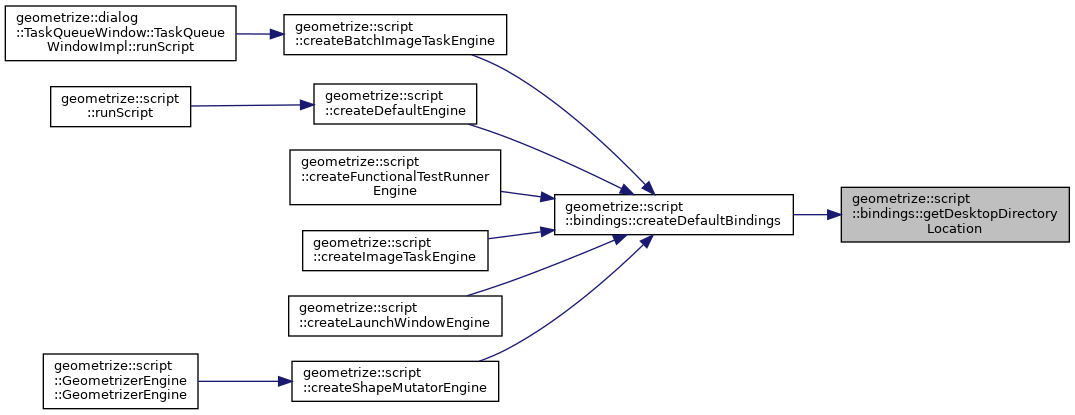 geometrize::dialog
::TaskQueueWindow::TaskQueue
WindowImpl::runScript
geometrize::script
::createBatchImageTaskEngine
geometrize::script
::runScript
geometrize::script
::createDefaultEngine
geometrize::script
::createFunctionalTestRunner
Engine
geometrize::script
::createImageTaskEngine
geometrize::script
::createLaunchWindowEngine
geometrize::script
::GeometrizerEngine
::GeometrizerEngine
geometrize::script
::createShapeMutatorEngine
geometrize::script
::bindings::createDefaultBindings
geometrize::script
::bindings::getDesktopDirectory
Location